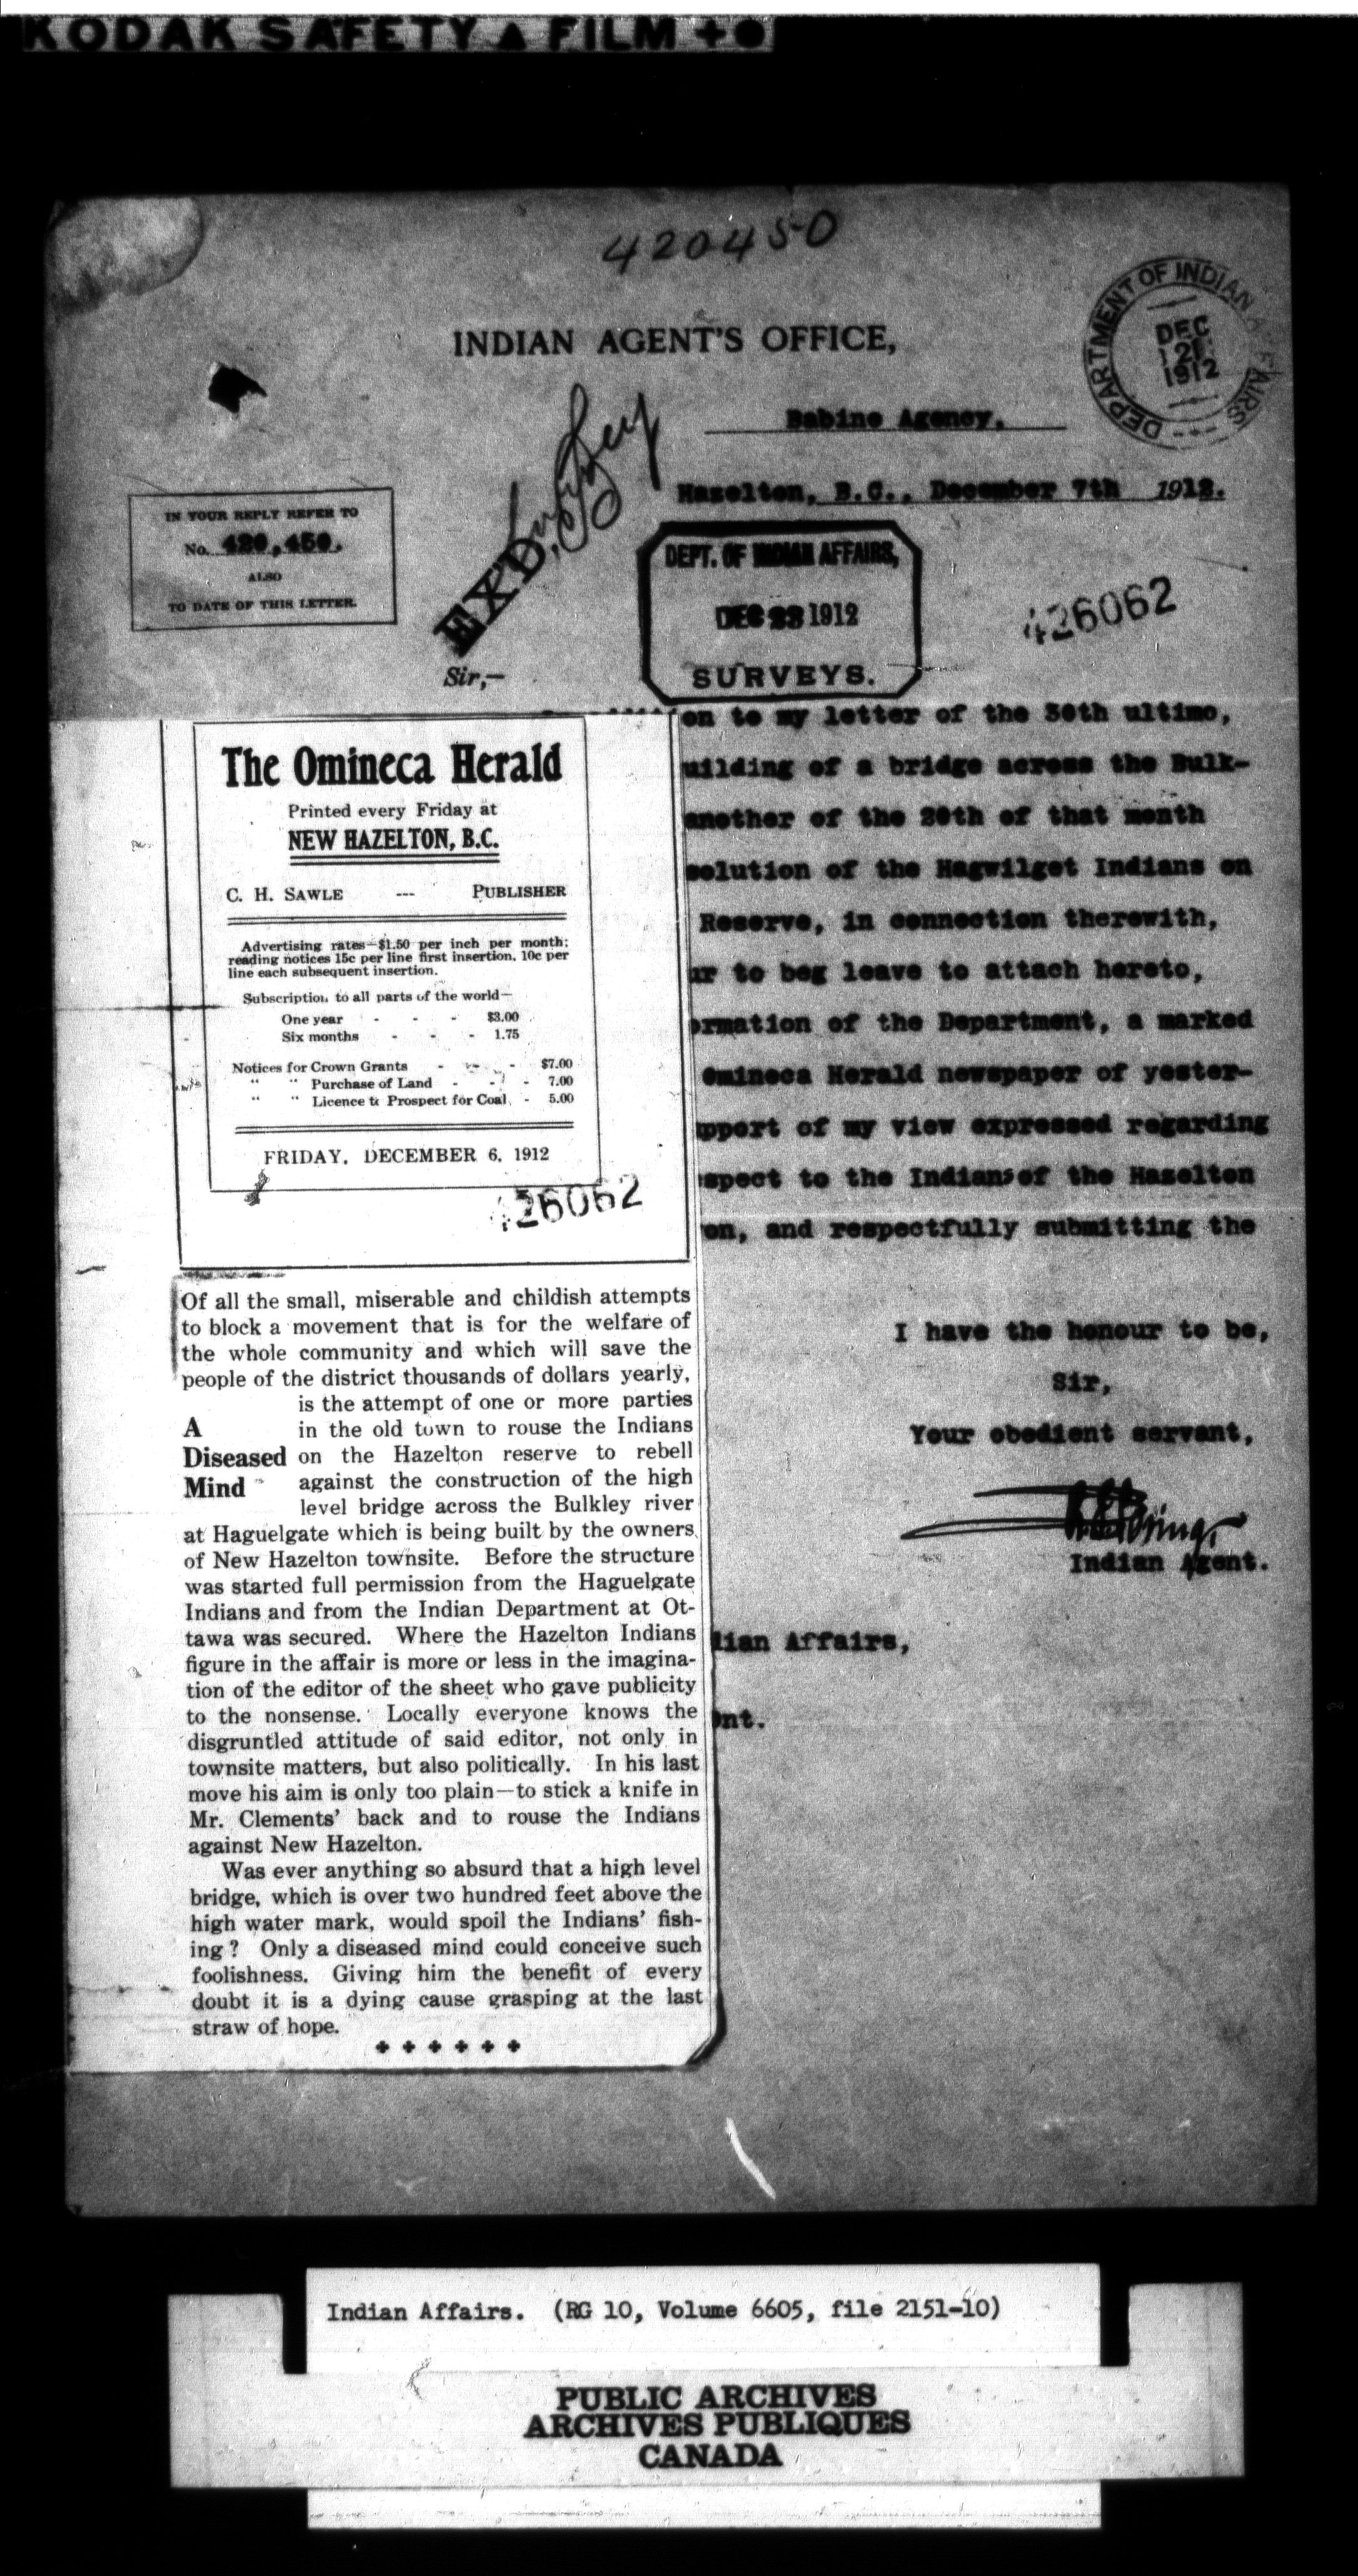 KODAK SAFETY FILM
420450
INDIAN AGENT'S OFFICE,
DEPARTMENT OF INDIAN AFFAIRS
DEC
21
1912
Babine Agency,
Hazelton, B.C., December 7th 1912.
IN YOUR REPLY REFER TO
No. 420,450.
ALSO
TO DATE OF THIS LETTER.
EX'D,
DEPT. OF INDIAN AFFAIRS,
DEC 23 1912
SURVEYS.
426062
Sir,—
on to my letter of the 30th ultimo,
uilding of a bridge across the Bulk-
another of the 20th of that month
solution of the Hagwilget Indians on
Reserve, in connection therewith,
ur to beg leave to attach hereto,
ormation of the Department, a marked
Omineca Herald newspaper of yester-
pport of my view expressed regarding
spect to the Indians of the Hazelton
en, and respectfully submitting the
I have the honour to be,
Sir,
Your obedient servant,
Indian Agent.
dian Affairs,
ent.
The Omineca Herald
Printed every Friday at
NEW HAZELTON, B.C.
C. H. SAWLE --- PUBLISHER
Advertising rates—$1.50 per inch per month;
reading notices 15c per line first insertion, 10c per
line each subsequent insertion.
Subscription to all parts of the world—
One year - - - $3.00
Six months - - - 1.75
Notices for Crown Grants - - - $7.00
" " Purchase of Land - - - 7.00
" " Licence to Prospect for Coal - 5.00
FRIDAY, DECEMBER 6, 1912
426062
Of all the small, miserable and childish attempts
to block a movement that is for the welfare of
the whole community and which will save the
people of the district thousands of dollars yearly,
is the attempt of one or more parties
A in the old town to rouse the Indians
Diseased on the Hazelton reserve to rebell
Mind against the construction of the high
level bridge across the Bulkley river
at Haguelgate which is being built by the owners
of New Hazelton townsite. Before the structure
was started full permission from the Haguelgate
Indians and from the Indian Department at Ot-
tawa was secured. Where the Hazelton Indians
figure in the affair is more or less in the imagina-
tion of the editor of the sheet who gave publicity
to the nonsense. Locally everyone knows the
disgruntled attitude of said editor, not only in
townsite matters, but also politically. In his last
move his aim is only too plain—to stick a knife in
Mr. Clements' back and to rouse the Indians
against New Hazelton.
Was ever anything so absurd that a high level
bridge, which is over two hundred feet above the
high water mark, would spoil the Indians' fish-
ing? Only a diseased mind could conceive such
foolishness. Giving him the benefit of every
doubt it is a dying cause grasping at the last
straw of hope.
Indian Affairs. (RG 10, Volume 6605, file 2151-10)
PUBLIC ARCHIVES
ARCHIVES PUBLIQUES
CANADA